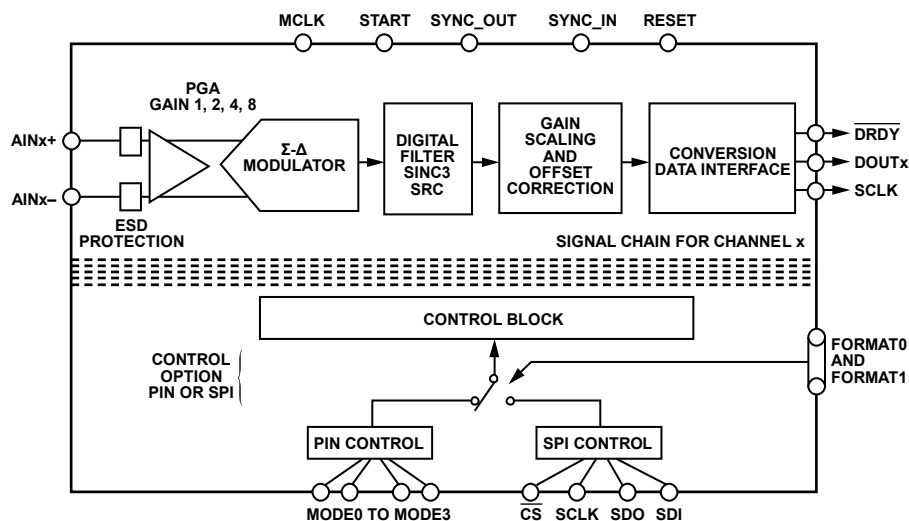 MCLK START SYNC_OUT SYNC_IN RESET
PGA
GAIN 1, 2, 4, 8
AINx+
AINx–
ESD
PROTECTION
Σ-Δ
MODULATOR
DIGITAL
FILTER
SINC3
SRC
GAIN
SCALING
AND
OFFSET
CORRECTION
CONVERSION
DATA INTERFACE
DRDY
DOUTx
SCLK
SIGNAL CHAIN FOR CHANNEL x
CONTROL BLOCK
CONTROL
OPTION
PIN OR SPI
FORMAT0
AND
FORMAT1
PIN CONTROL
SPI CONTROL
MODE0 TO MODE3
CS SCLK SDO SDI